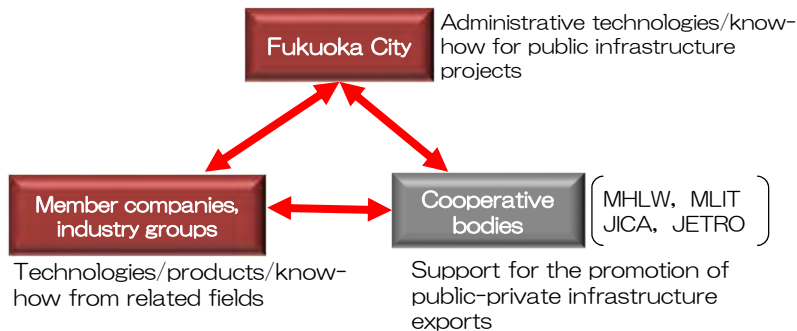 Fukuoka City
Administrative technologies/know-
how for public infrastructure
projects
Member companies,
industry groups
Cooperative
bodies
MHLW, MLIT
JICA, JETRO
Technologies/products/know-
how from related fields
Support for the promotion of
public-private infrastructure
exports